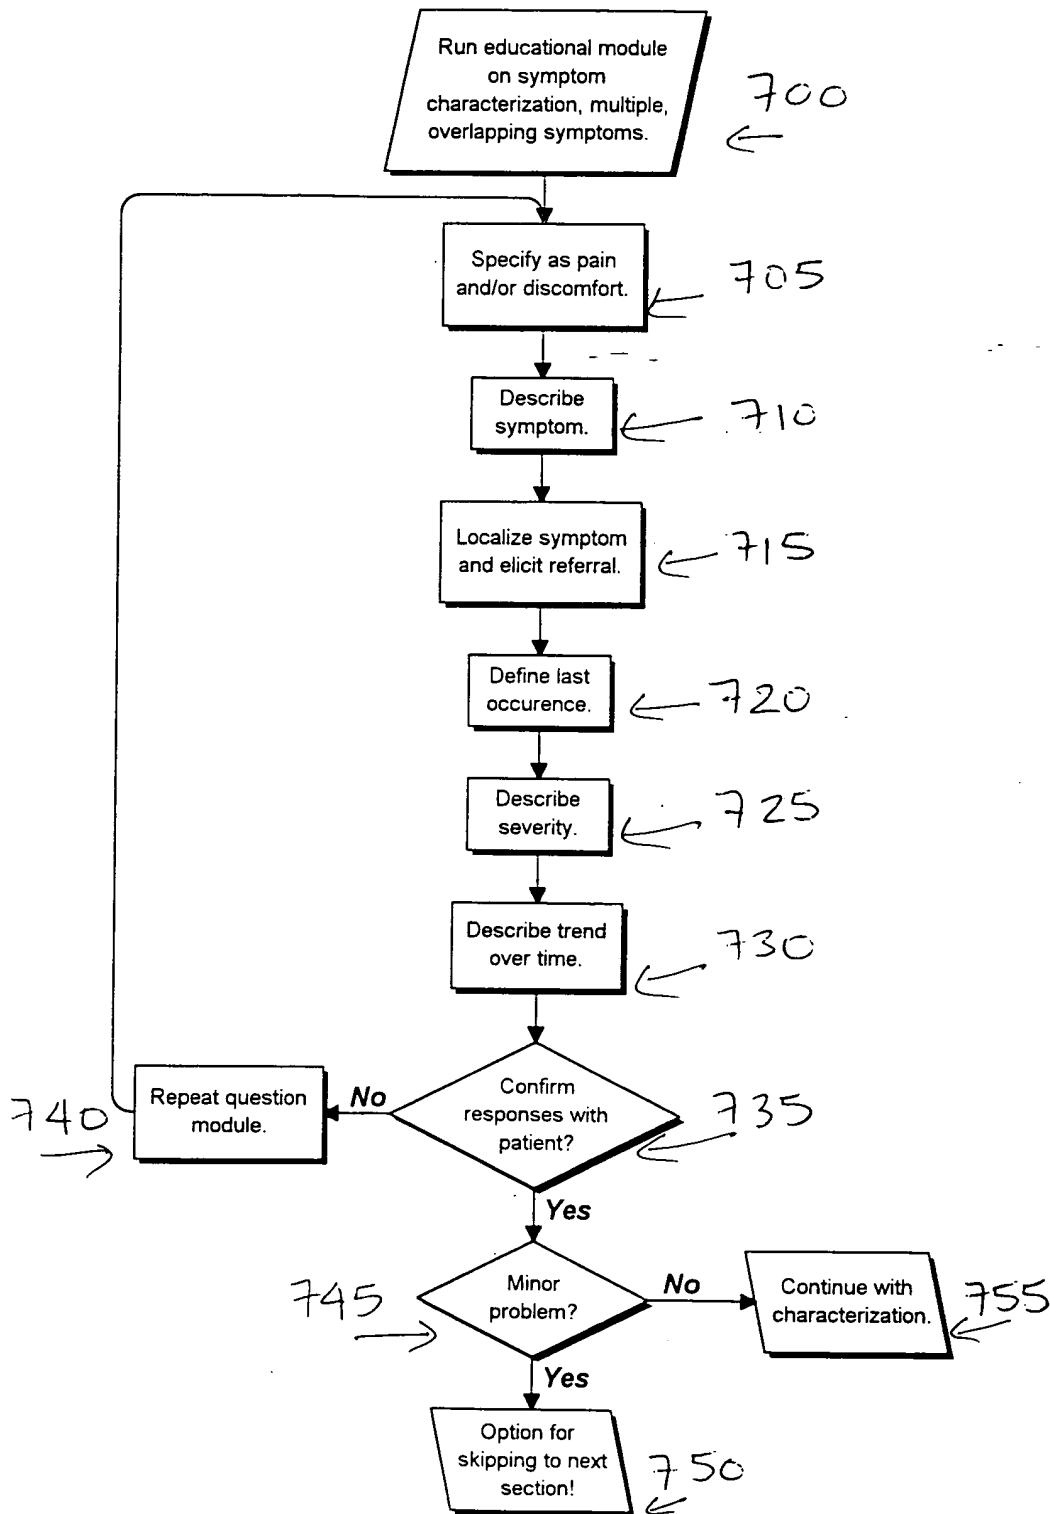 Run educational module
on symptom
characterization, multiple,
overlapping symptoms.
700
Specify as pain
and/or discomfort.
705
Describe
symptom.
710
Localize symptom
and elicit referral.
715
Define last
occurence.
720
Describe
severity.
725
Describe trend
over time.
730
Confirm
responses with
patient?
735
No
Repeat question
module.
740
Yes
Minor
problem?
745
No
Continue with
characterization.
755
Yes
Option for
skipping to next
section!
750